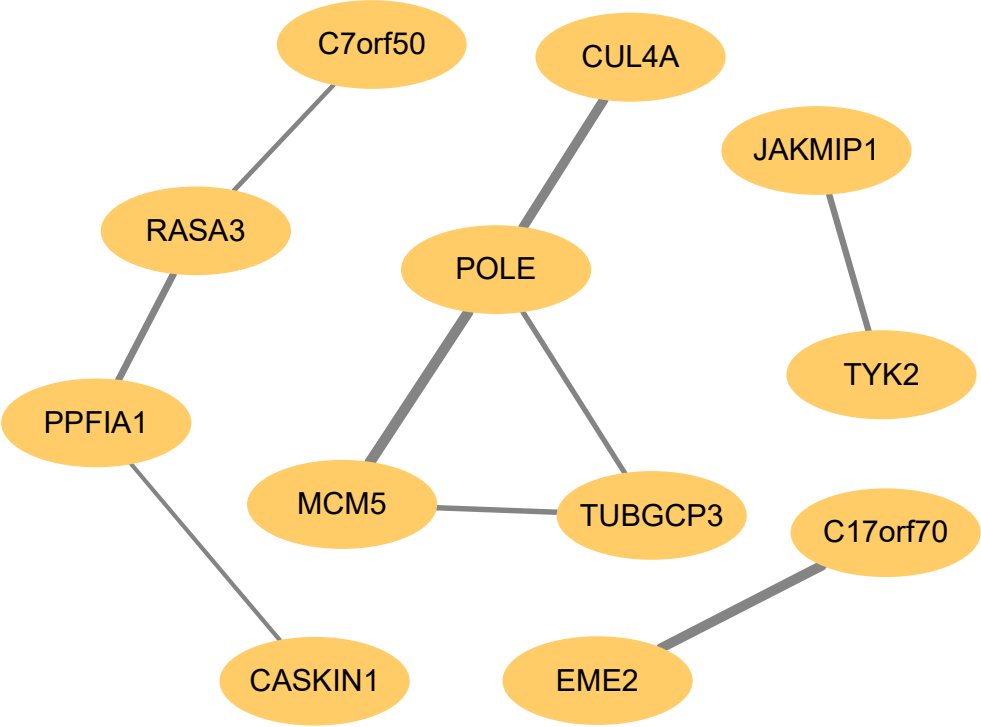 C7orf50
CUL4A
JAKMIP1
RASA3
POLE
TYK2
PPFIA1
MCM5
TUBGCP3
C17orf70
CASKIN1
EME2